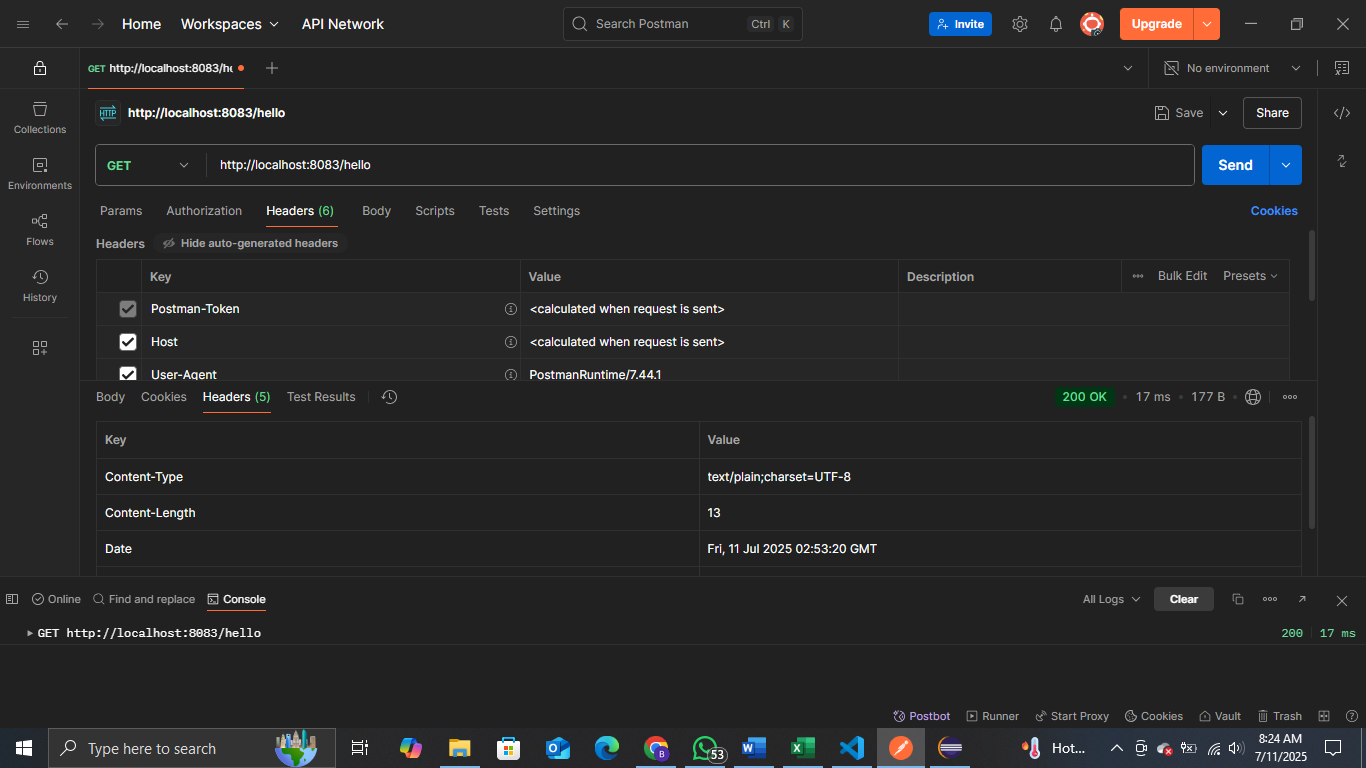 Home Workspaces API Network Search Postman Ctrl K Invite Upgrade
GET http://localhost:8083/he No environment
HTTP http://localhost:8083/hello Save Share
GET http://localhost:8083/hello Send
Collections
Environments
Flows
History
Params Authorization Headers (6) Body Scripts Tests Settings Cookies
Headers Hide auto-generated headers
Key Value Description Bulk Edit Presets
Postman-Token <calculated when request is sent>
Host <calculated when request is sent>
User-Agent PostmanRuntime/7.44.1
Body Cookies Headers (5) Test Results 200 OK 17 ms 177 B
Key Value
Content-Type text/plain;charset=UTF-8
Content-Length 13
Date Fri, 11 Jul 2025 02:53:20 GMT
Online Find and replace Console All Logs Clear
GET http://localhost:8083/hello 200 17 ms
Postbot Runner Start Proxy Cookies Vault Trash
Type here to search 53 Hot... 8:24 AM
7/11/2025